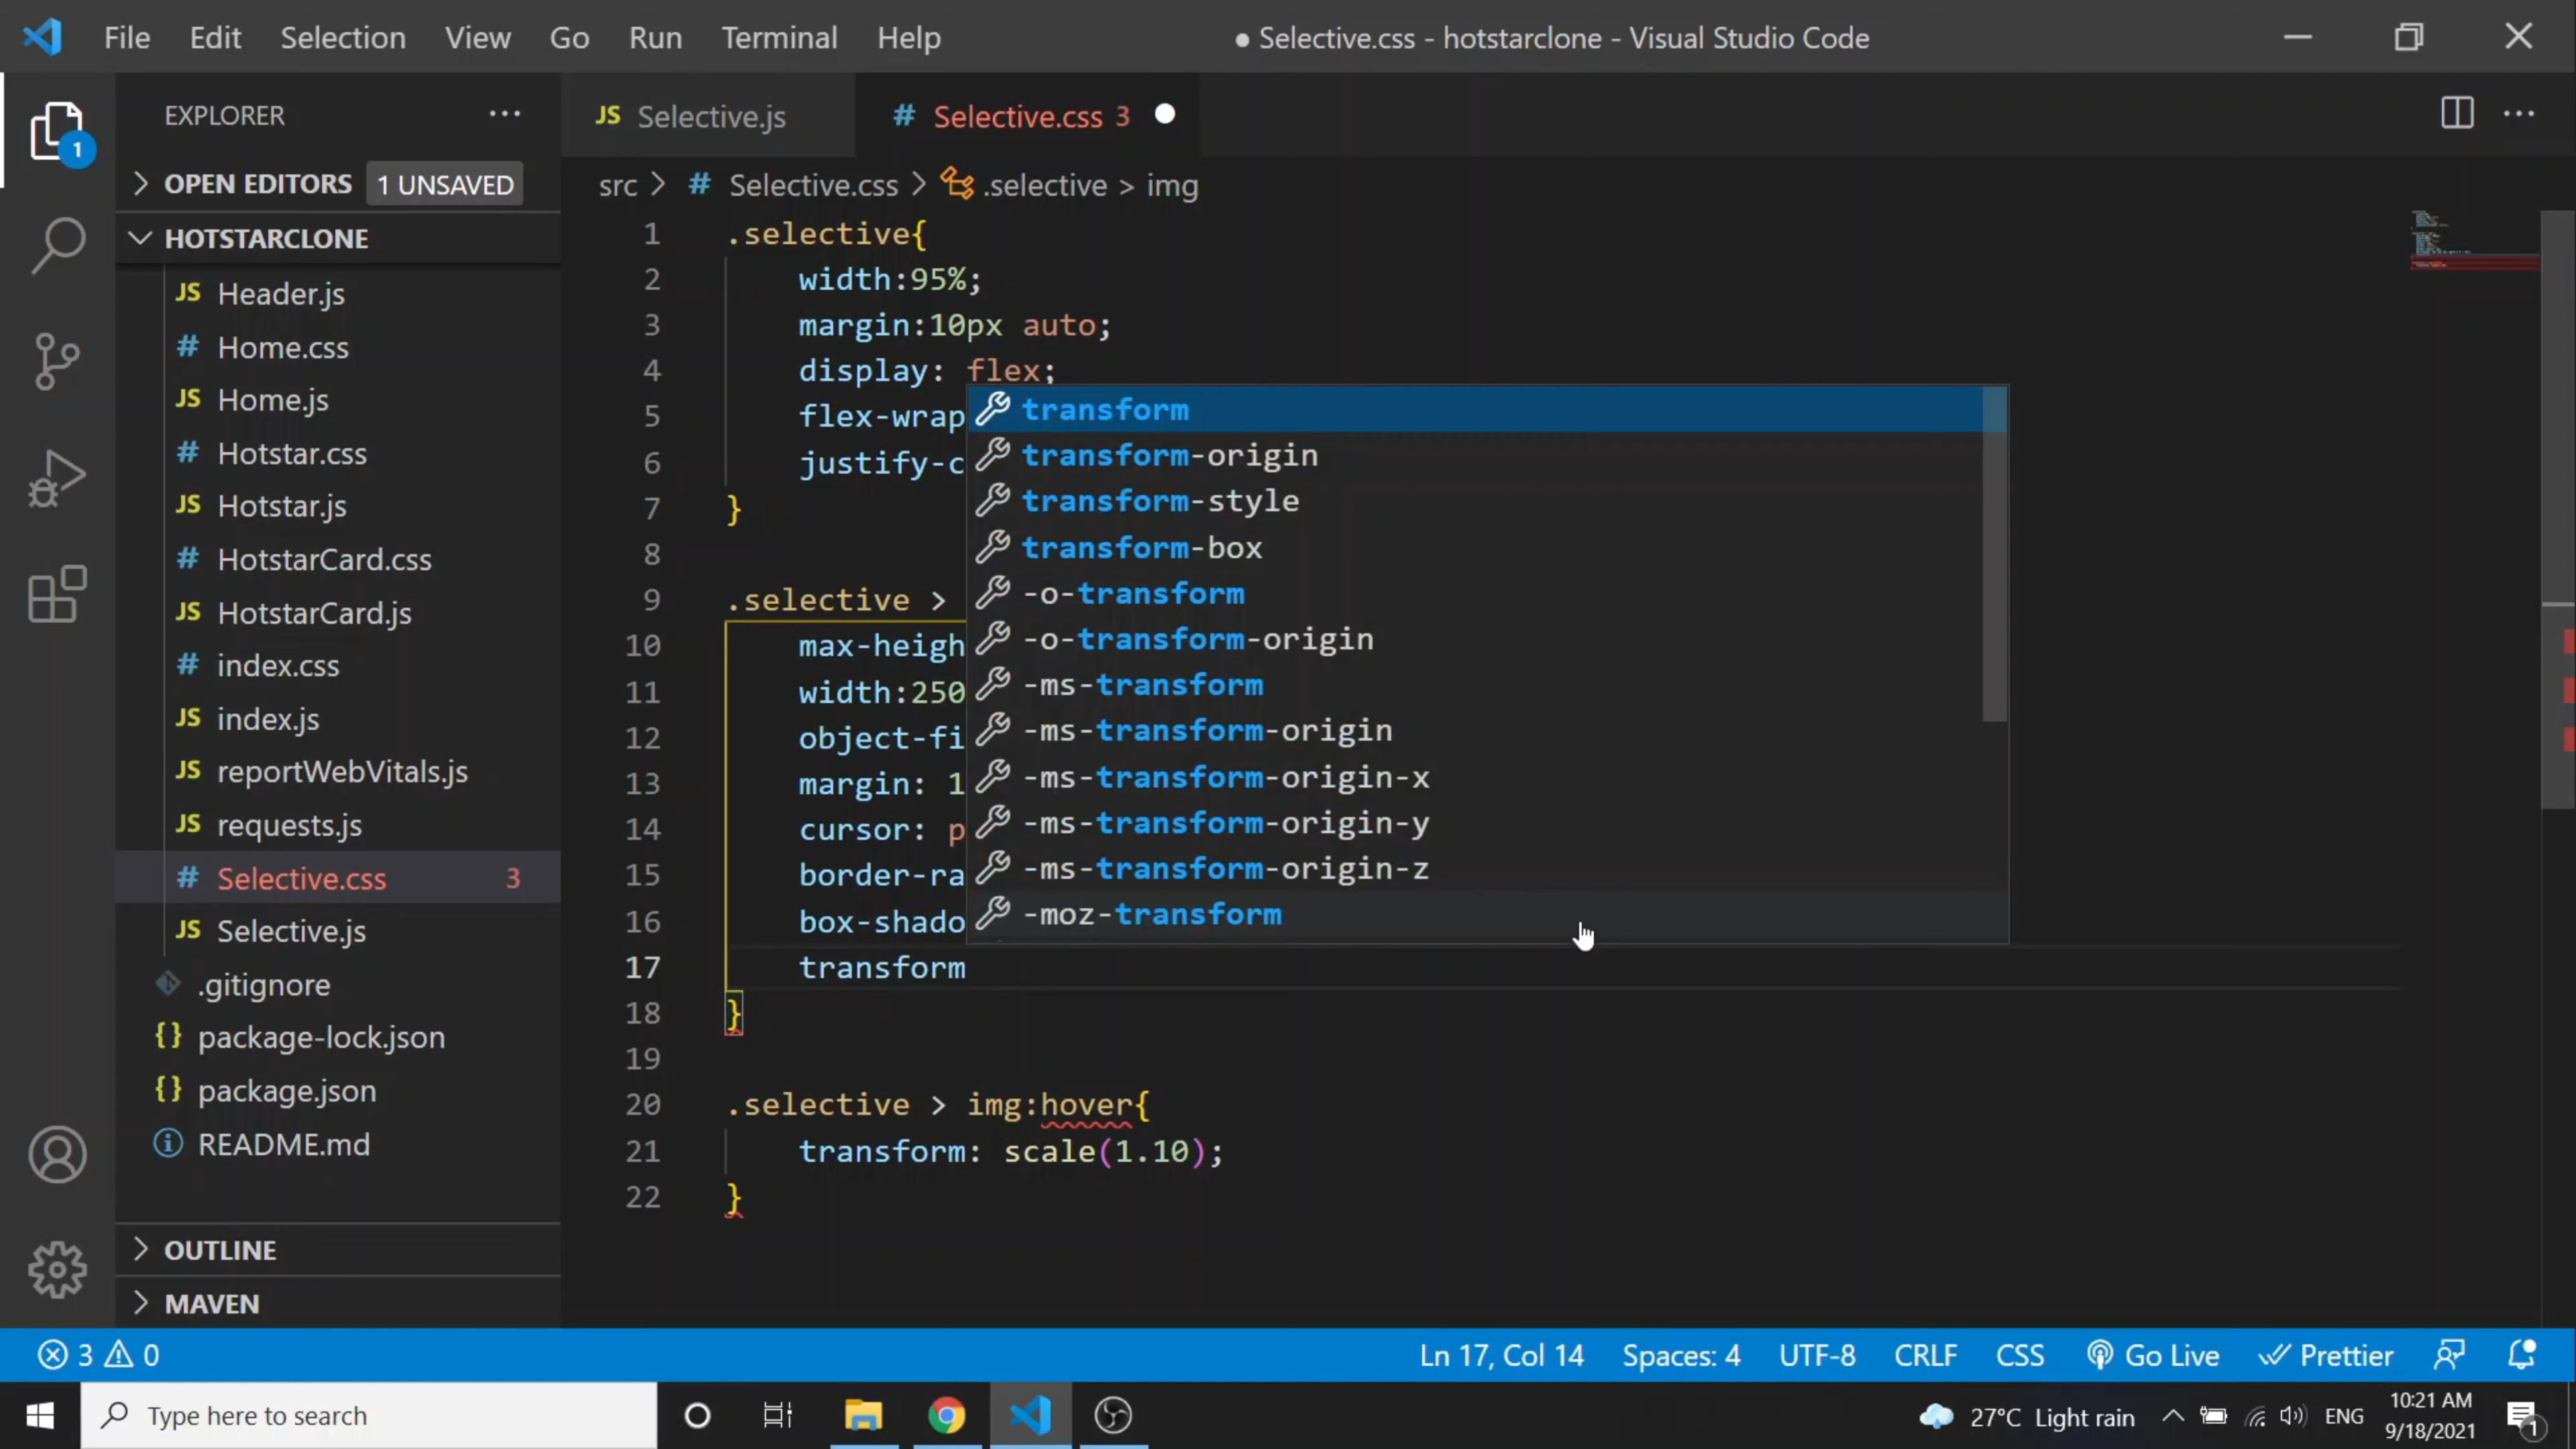 File Edit Selection View Go Run Terminal Help
● Selective.css - hotstarclone - Visual Studio Code
EXPLORER
OPEN EDITORS 1 UNSAVED
HOTSTARCLONE
JS Header.js
# Home.css
JS Home.js
# Hotstar.css
JS Hotstar.js
# HotstarCard.css
JS HotstarCard.js
# index.css
JS index.js
JS reportWebVitals.js
JS requests.js
# Selective.css 3
JS Selective.js
.gitignore
{} package-lock.json
{} package.json
README.md
OUTLINE
MAVEN
1
JS Selective.js
# Selective.css 3
src > # Selective.css > .selective > img
1 .selective{
2 width:95%;
3 margin:10px auto;
4 display: flex;
5 flex-wrap
6 justify-c
7 }
8
9 .selective >
10 max-heigh
11 width:250
12 object-fi
13 margin: 1
14 cursor: p
15 border-ra
16 box-shado
17 transform
18 }
19
20 .selective > img:hover{
21 transform: scale(1.10);
22 }
transform
transform-origin
transform-style
transform-box
-o-transform
-o-transform-origin
-ms-transform
-ms-transform-origin
-ms-transform-origin-x
-ms-transform-origin-y
-ms-transform-origin-z
-moz-transform
3 0
Ln 17, Col 14 Spaces: 4 UTF-8 CRLF CSS Go Live Prettier
Type here to search
27°C Light rain ENG 10:21 AM
9/18/2021
1